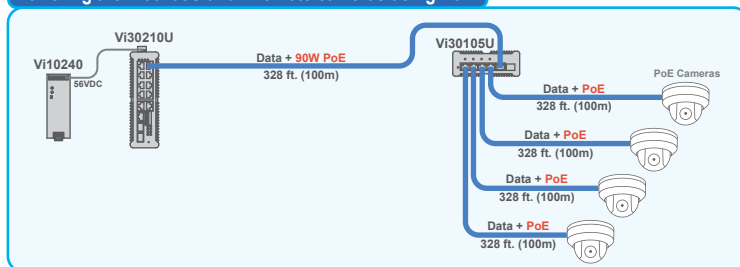 Vi30210U
Vi10240
56VDC
Data + 90W PoE
328 ft. (100m)
Vi30105U
PoE Cameras
Data + PoE
328 ft. (100m)
Data + PoE
328 ft. (100m)
Data + PoE
328 ft. (100m)
Data + PoE
328 ft. (100m)